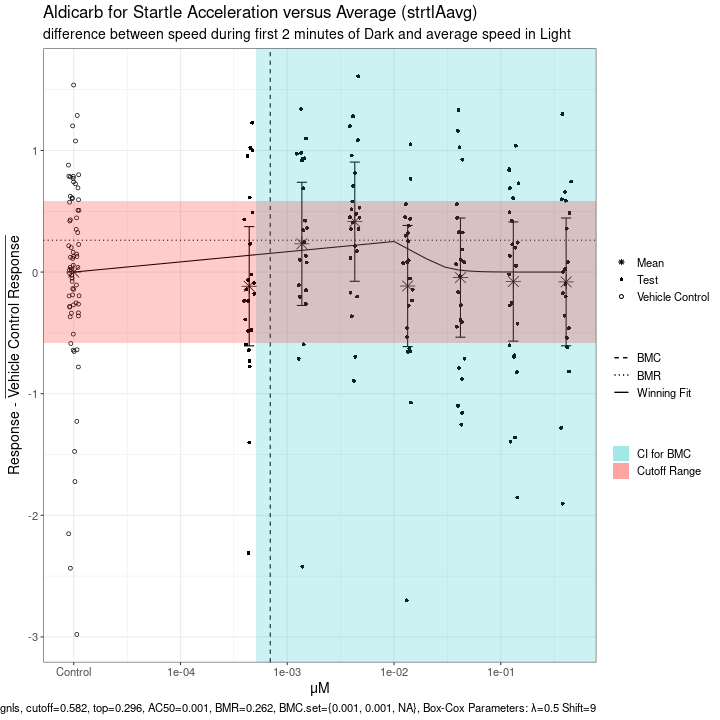 Aldicarb for Startle Acceleration versus Average (strtlAavg)
difference between speed during first 2 minutes of Dark and average speed in Light
Response - Vehicle Control Response
1
0
-1
-2
-3
Control
1e-04
1e-03
1e-02
1e-01
μM
Mean
Test
Vehicle Control
BMC
BMR
Winning Fit
CI for BMC
Cutoff Range
gnls, cutoff=0.582, top=0.296, AC50=0.001, BMR=0.262, BMC.set={0.001, 0.001, NA}, Box-Cox Parameters: λ=0.5 Shift=9